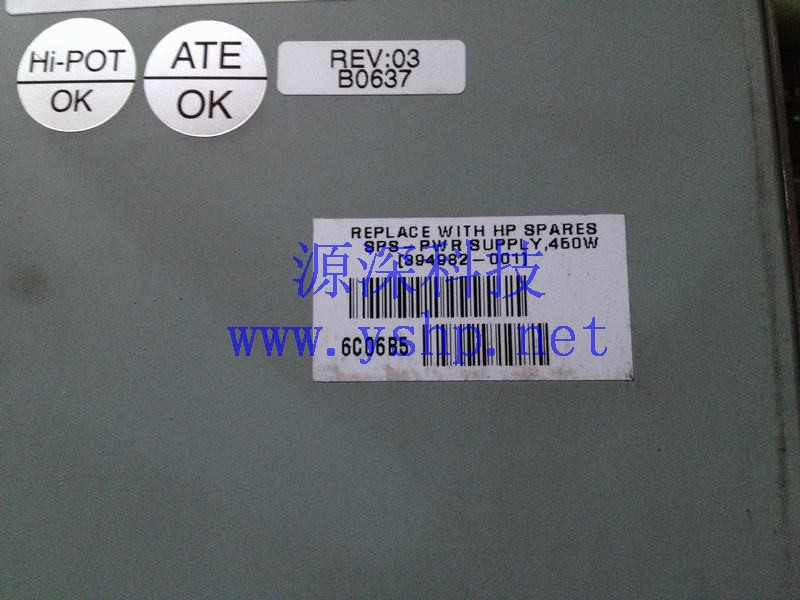 Hi-POT
OK
ATE
OK
REV:03
B0637
REPLACE WITH HP SPARES
SPS-PWR SUPPLY,460W
[394982-001]
源深科技
www.yshp.net
6C06B5